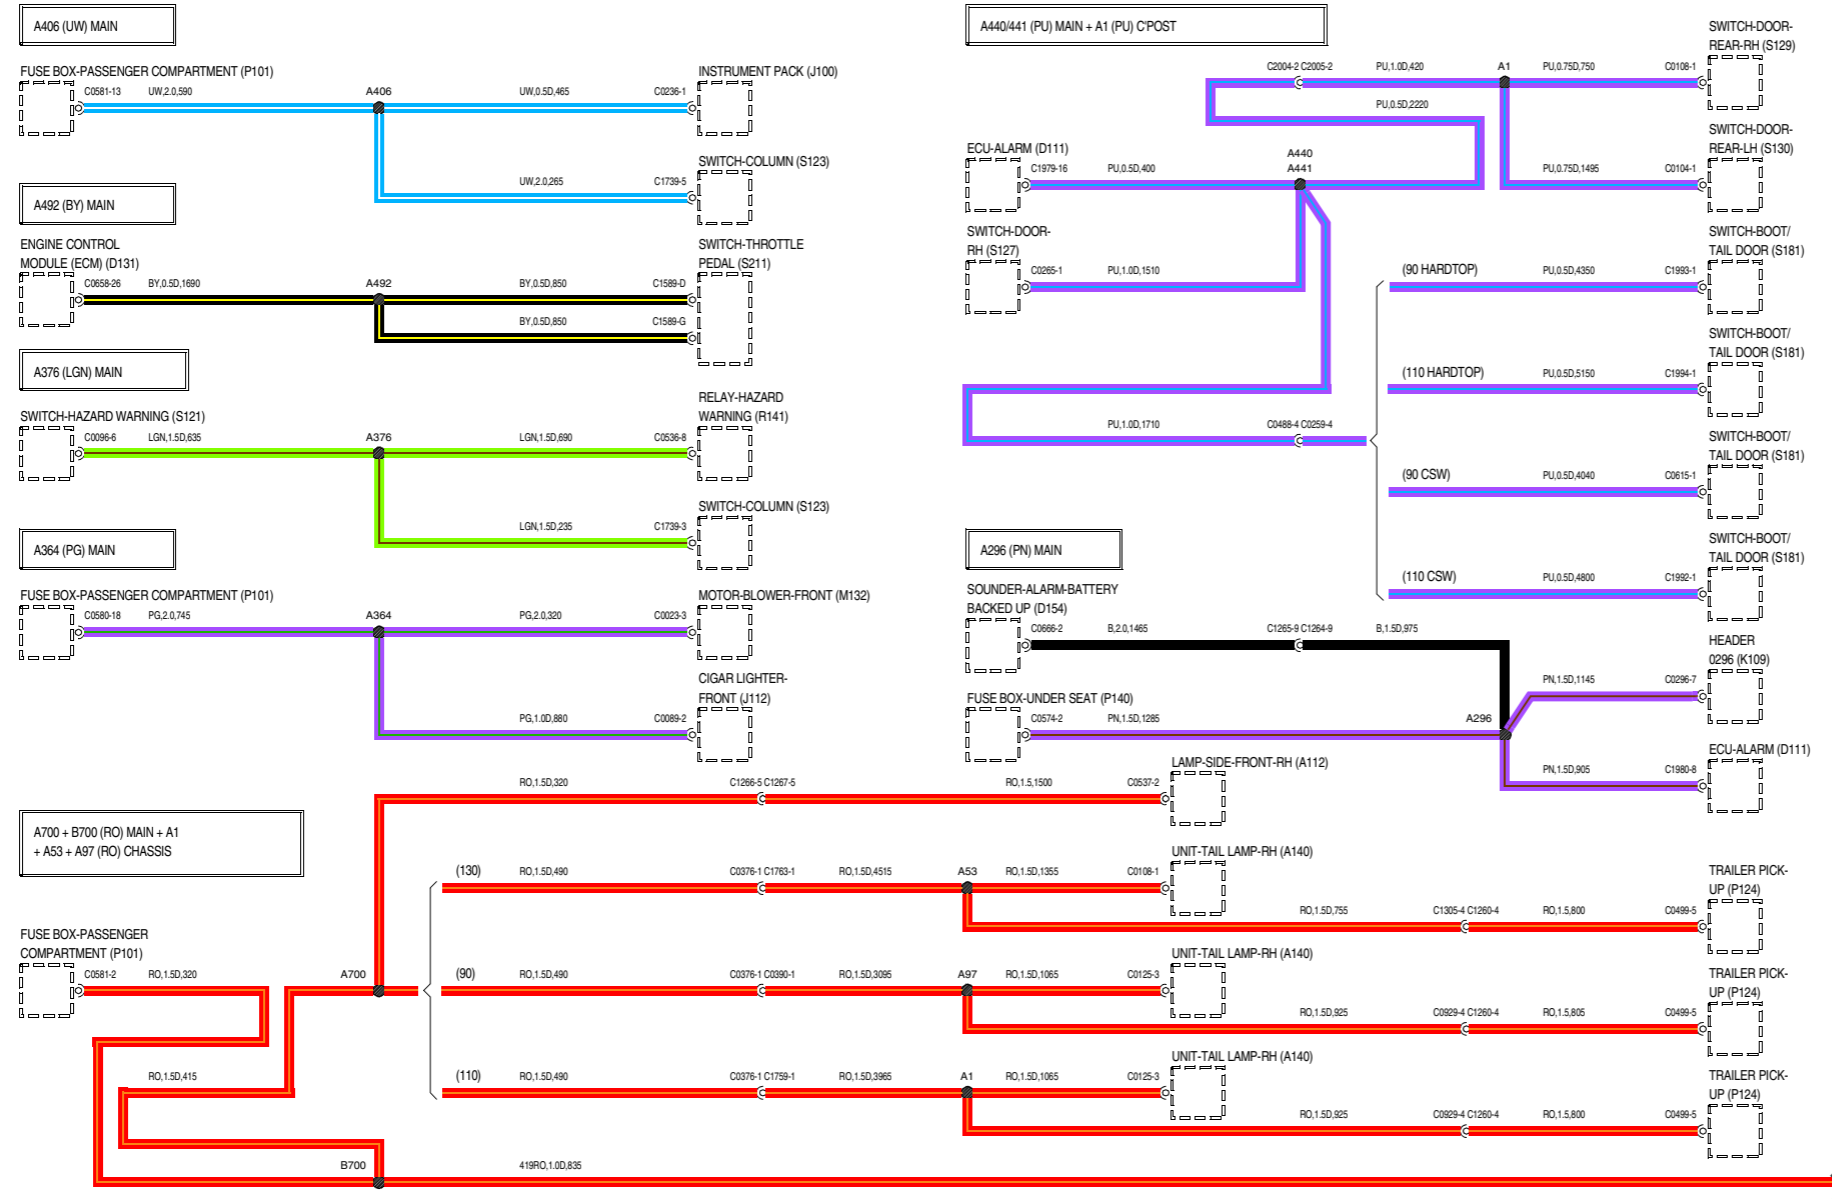 A406 (UW) MAIN
FUSE BOX-PASSENGER COMPARTMENT (P101)
C0581-13
UW,2.0,590
A406
UW,0.5D,465
C0236-1
INSTRUMENT PACK (J100)
UW,2.0,265
C1739-5
SWITCH-COLUMN (S123)
A492 (BY) MAIN
ENGINE CONTROL
MODULE (ECM) (D131)
C0658-26
BY,0.5D,1690
A492
BY,0.5D,850
C1589-D
SWITCH-THROTTLE
PEDAL (S211)
BY,0.5D,850
C1589-G
A376 (LGN) MAIN
SWITCH-HAZARD WARNING (S121)
C0096-6
LGN,1.5D,635
A376
LGN,1.5D,690
C0536-8
RELAY-HAZARD
WARNING (R141)
LGN,1.5D,235
C1739-3
SWITCH-COLUMN (S123)
A364 (PG) MAIN
FUSE BOX-PASSENGER COMPARTMENT (P101)
C0580-18
PG,2.0,745
A364
PG,2.0,320
C0023-3
MOTOR-BLOWER-FRONT (M132)
PG,1.0D,880
C0089-2
CIGAR LIGHTER-
FRONT (J112)
A440/441 (PU) MAIN + A1 (PU) C'POST
C2004-2 C2005-2
PU,1.0D,420
A1
PU,0.75D,750
C0108-1
SWITCH-DOOR-
REAR-RH (S129)
PU,0.5D,2220
ECU-ALARM (D111)
C1979-16
PU,0.5D,400
A440
A441
PU,0.75D,1495
C0104-1
SWITCH-DOOR-
REAR-LH (S130)
SWITCH-DOOR-
RH (S127)
C0265-1
PU,1.0D,1510
(90 HARDTOP)
PU,0.5D,4350
C1993-1
SWITCH-BOOT/
TAIL DOOR (S181)
(110 HARDTOP)
PU,0.5D,5150
C1994-1
SWITCH-BOOT/
TAIL DOOR (S181)
PU,1.0D,1710
C0488-4 C0259-4
(90 CSW)
PU,0.5D,4040
C0615-1
SWITCH-BOOT/
TAIL DOOR (S181)
(110 CSW)
PU,0.5D,4800
C1992-1
SWITCH-BOOT/
TAIL DOOR (S181)
A296 (PN) MAIN
SOUNDER-ALARM-BATTERY
BACKED UP (D154)
C0666-2
B,2.0,1465
C1265-9 C1264-9
B,1.5D,975
HEADER
0296 (K109)
PN,1.5D,1145
C0296-7
FUSE BOX-UNDER SEAT (P140)
C0574-2
PN,1.5D,1285
A296
PN,1.5D,905
C1980-8
ECU-ALARM (D111)
A700 + B700 (RO) MAIN + A1
+ A53 + A97 (RO) CHASSIS
RO,1.5D,320
C1266-5 C1267-5
RO,1.5,1500
C0537-2
LAMP-SIDE-FRONT-RH (A112)
(130)
RO,1.5D,490
C0376-1 C1763-1
RO,1.5D,4515
A53
RO,1.5D,1355
C0108-1
UNIT-TAIL LAMP-RH (A140)
RO,1.5D,755
C1305-4 C1260-4
RO,1.5,800
C0499-5
TRAILER PICK-
UP (P124)
FUSE BOX-PASSENGER
COMPARTMENT (P101)
C0581-2
RO,1.5D,320
A700
(90)
RO,1.5D,490
C0376-1 C0390-1
RO,1.5D,3095
A97
RO,1.5D,1065
C0125-3
UNIT-TAIL LAMP-RH (A140)
RO,1.5D,925
C0929-4 C1260-4
RO,1.5,805
C0499-5
TRAILER PICK-
UP (P124)
RO,1.5D,415
(110)
RO,1.5D,490
C0376-1 C1759-1
RO,1.5D,3965
A1
RO,1.5D,1065
C0125-3
UNIT-TAIL LAMP-RH (A140)
RO,1.5D,925
C0929-4 C1260-4
RO,1.5,800
C0499-5
TRAILER PICK-
UP (P124)
B700
419RO,1.0D,835